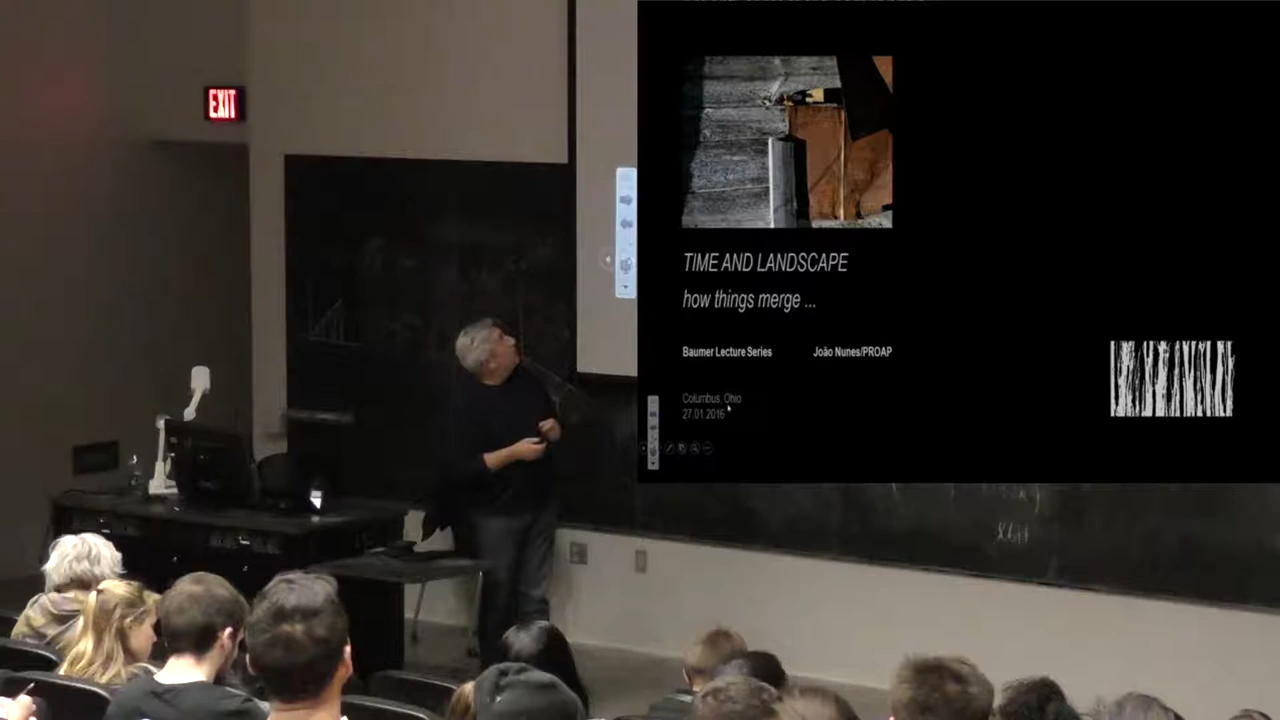 EXIT
TIME AND LANDSCAPE
how things merge ...
Baumer Lecture Series João Nunes/PROAP
Columbus, Ohio
27.01.2016